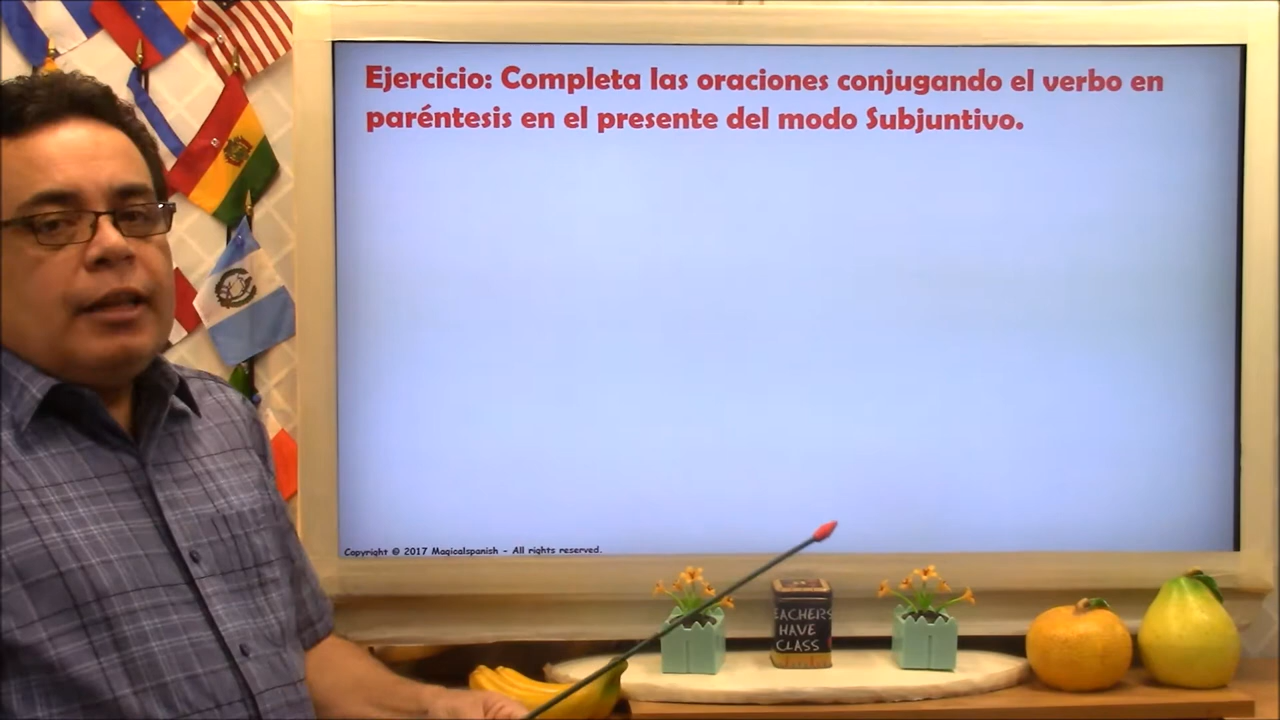 Ejercicio: Completa las oraciones conjugando el verbo en
paréntesis en el presente del modo Subjuntivo.
Copyright © 2017 Magicalspanish - All rights reserved.
EACHERS
HAVE
CLASS